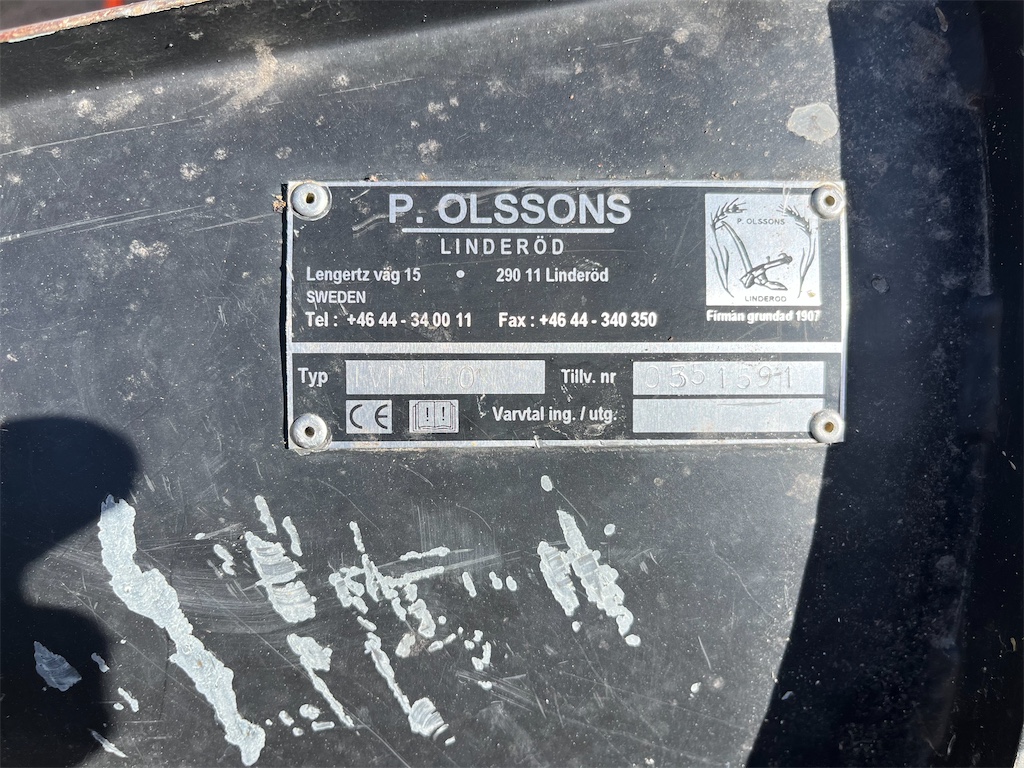 P. OLSSONS
LINDERÖD
Lengertz väg 15 • 290 11 Linderöd
SWEDEN
Tel : +46 44 - 34 00 11 Fax : +46 44 - 340 350
P. OLSSONS
LINDERÖD
Firman grundad 1907
Typ
Tillv. nr
CE
!! Varvtal ing. / utg.